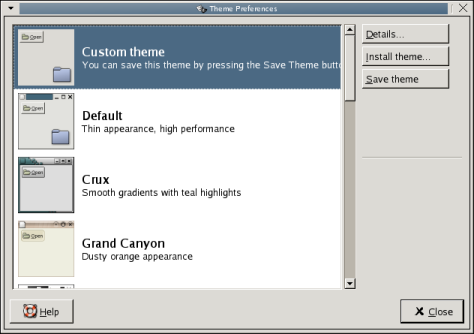 Theme Preferences
Open
Custom theme
You can save this theme by pressing the Save Theme butt
Open
Default
Thin appearance, high performance
Open
Crux
Smooth gradients with teal highlights
Open
Grand Canyon
Dusty orange appearance
Details...
Install theme...
Save theme
Help
Close